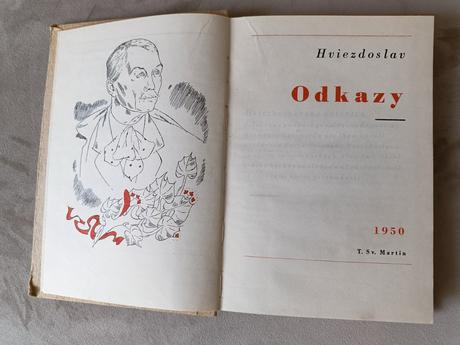 Hviezdoslav
Odkazy
1950
T. Sv. Martin